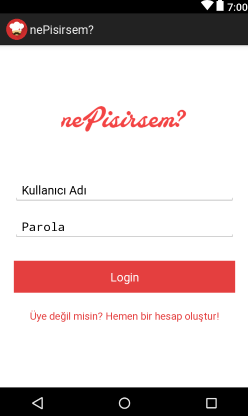 7:00
nePisirsem?
nePisirsem?
Kullanıcı Adı
Parola
Login
Üye değil misin? Hemen bir hesap oluştur!